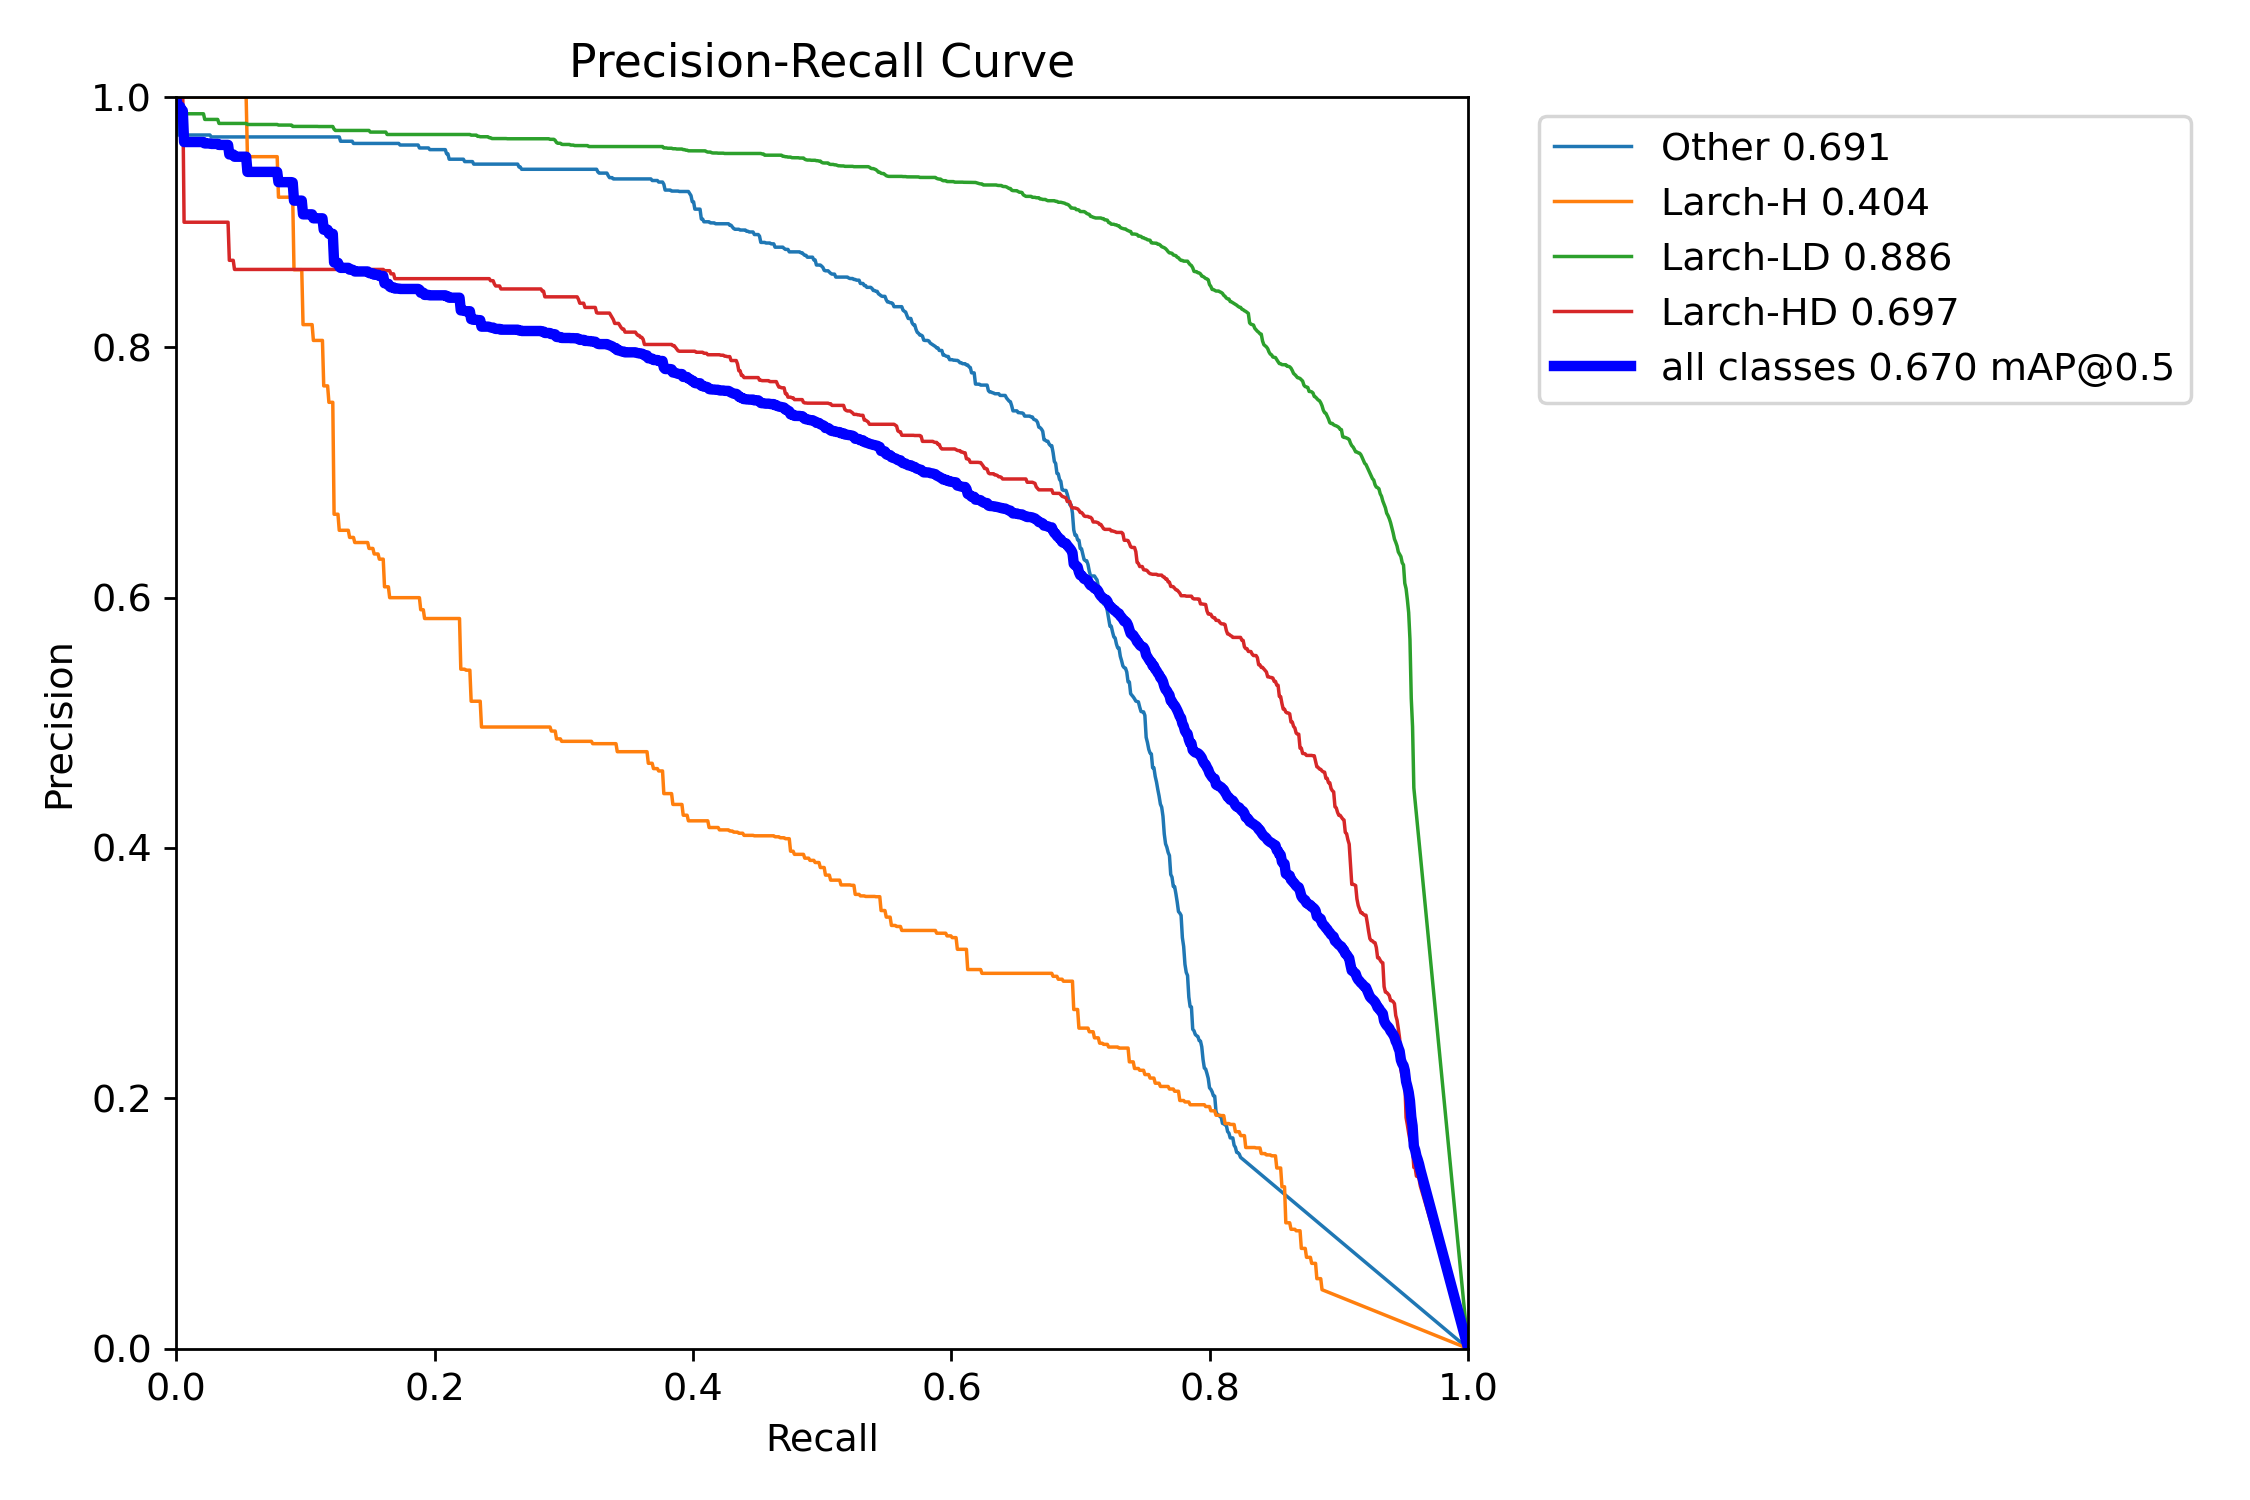 Precision-Recall Curve
1.0
0.8
0.6
0.4
0.2
0.0
Precision
0.0 0.2 0.4 0.6 0.8 1.0
Recall
Other 0.691
Larch-H 0.404
Larch-LD 0.886
Larch-HD 0.697
all classes 0.670 mAP@0.5